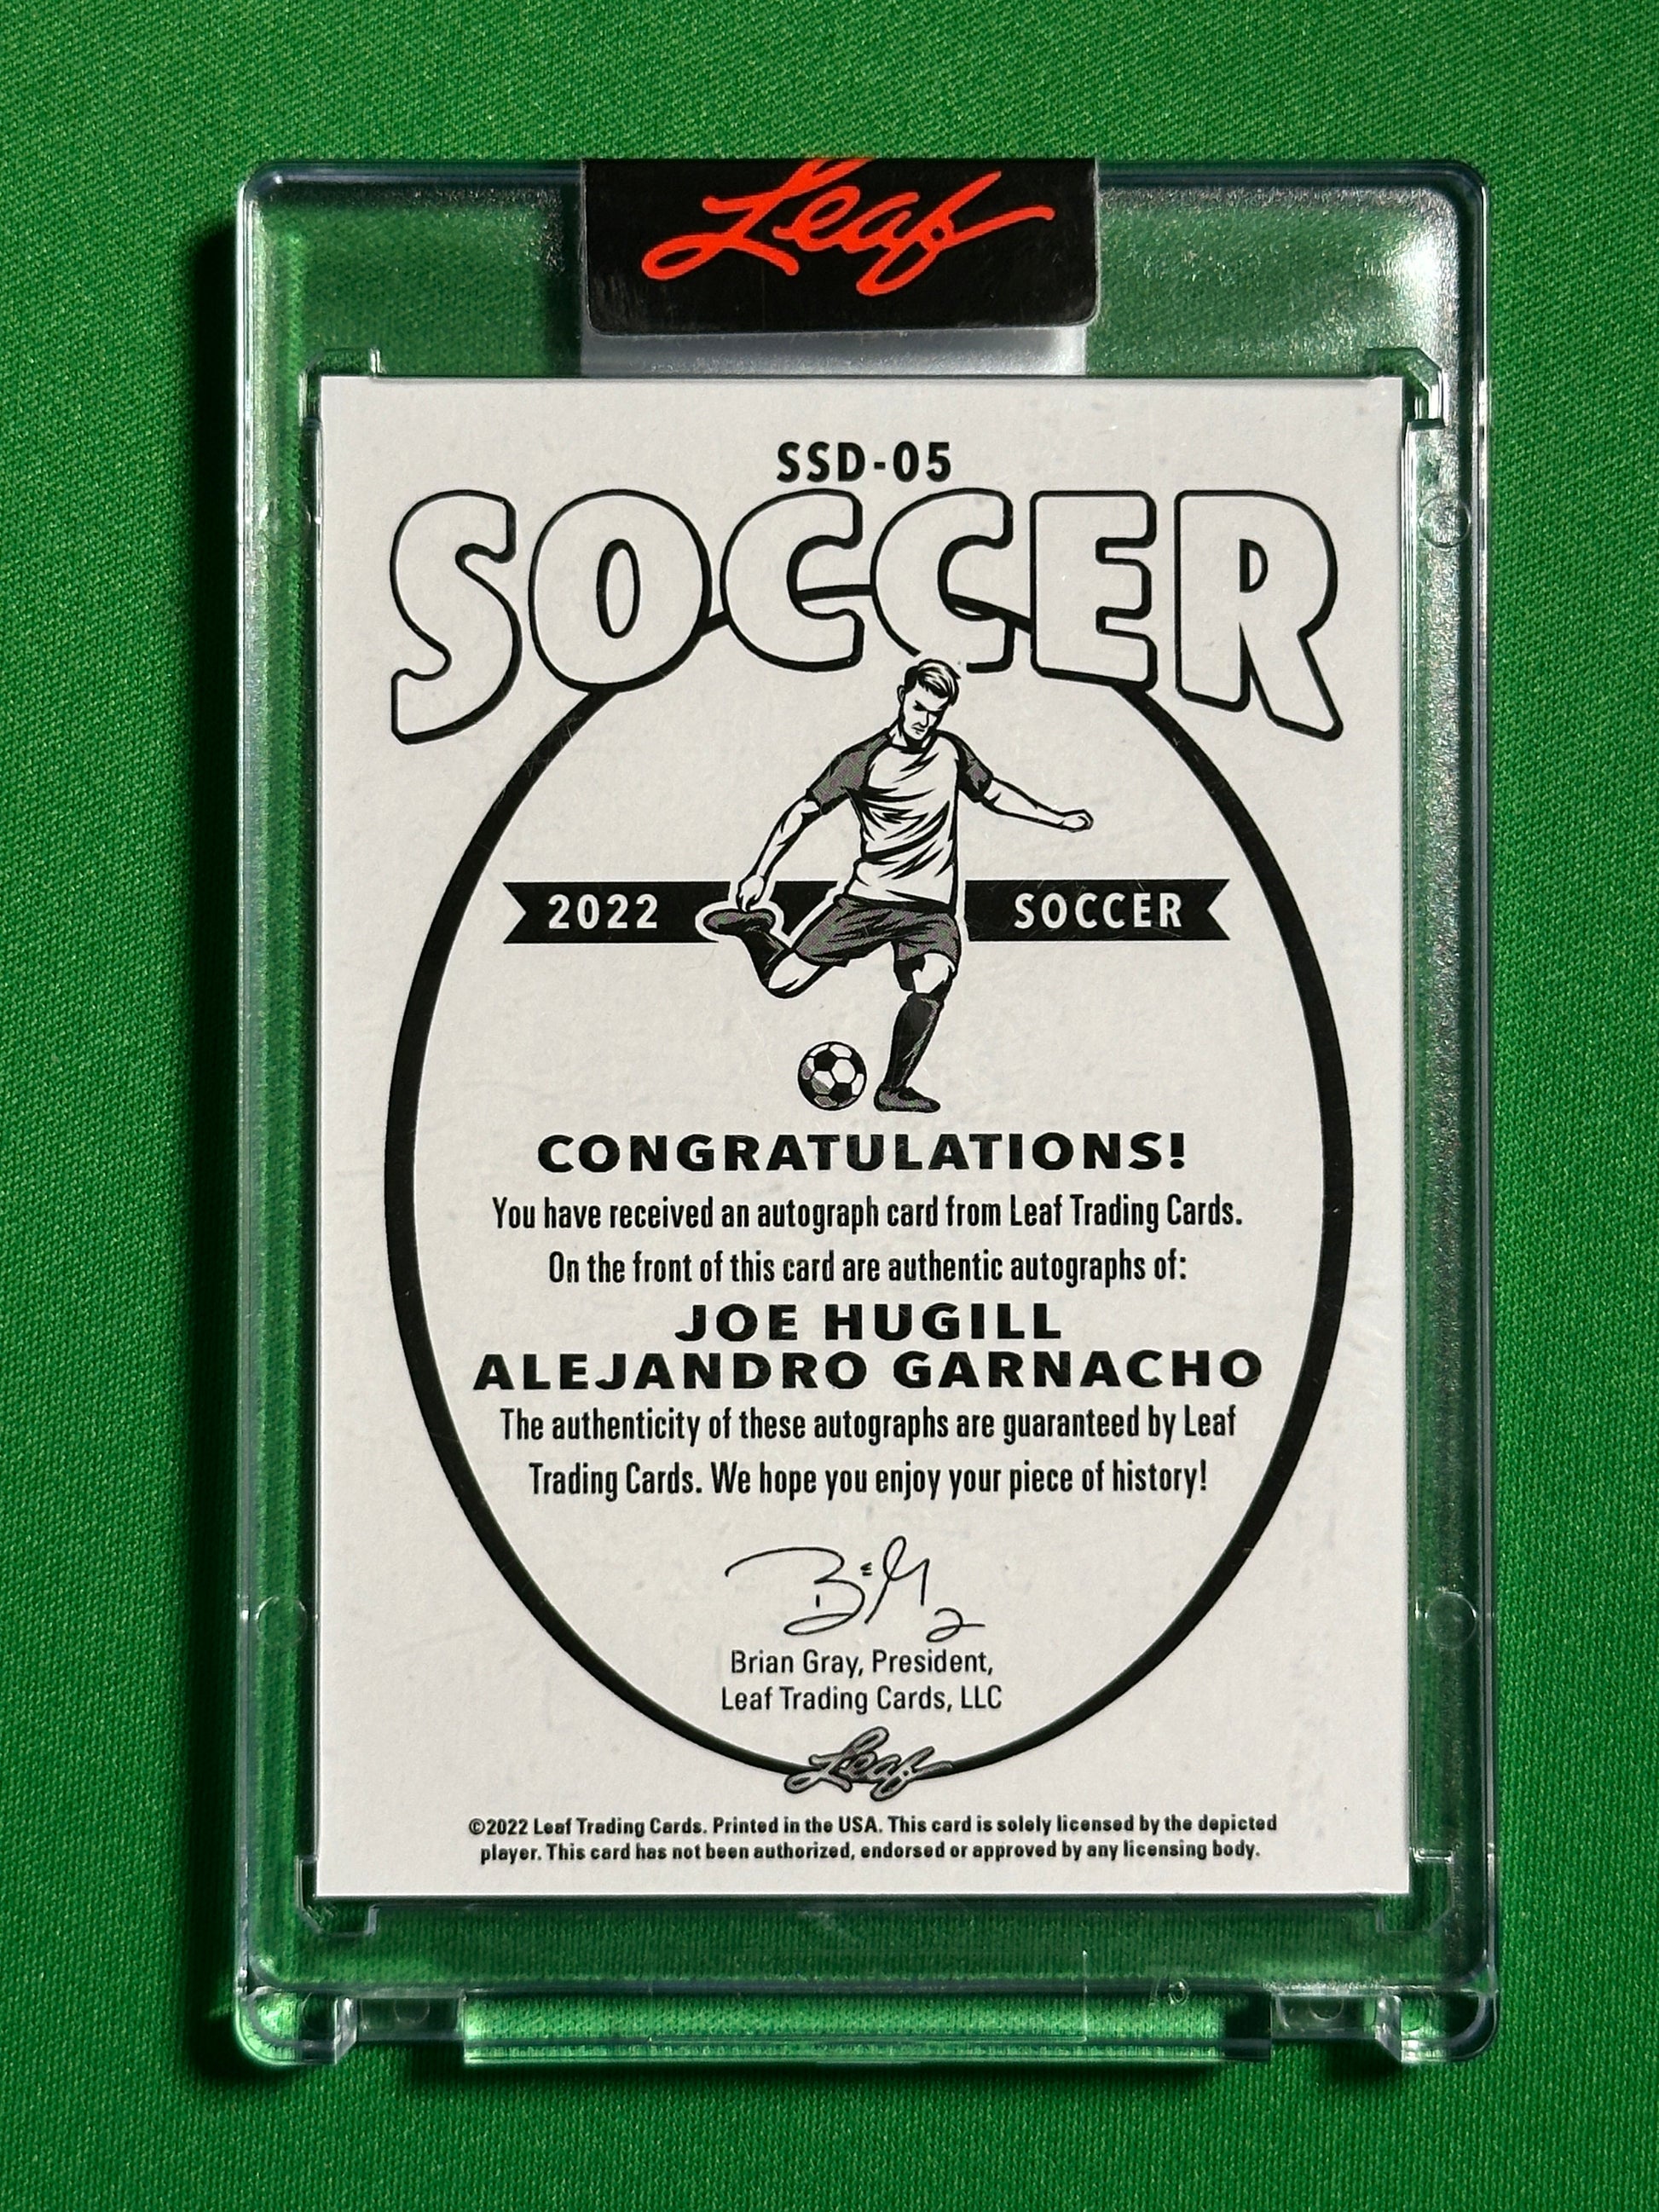 Leaf
SSD-05
SOCCER
2022 SOCCER
CONGRATULATIONS!
You have received an autograph card from Leaf Trading Cards.
On the front of this card are authentic autographs of:
JOE HUGILL
ALEJANDRO GARNACHO
The authenticity of these autographs are guaranteed by Leaf
Trading Cards. We hope you enjoy your piece of history!
Brian Gray, President,
Leaf Trading Cards, LLC
Leaf
©2022 Leaf Trading Cards. Printed in the USA. This card is solely licensed by the depicted
player. This card has not been authorized, endorsed or approved by any licensing body.